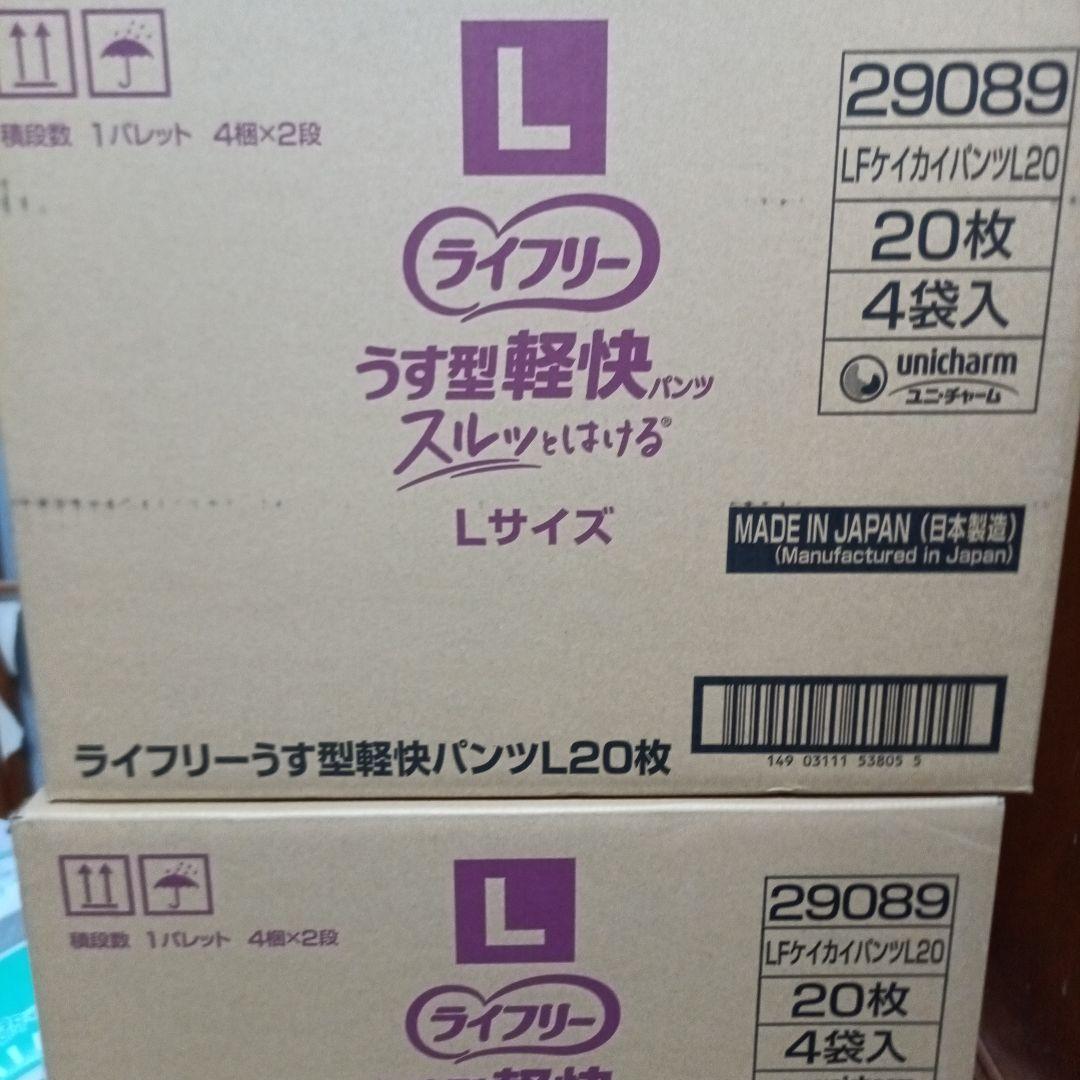 L
積段数 1パレット 4梱×2段
29089
LFケイカイパンツL20
20枚
4袋入
unicharm
ユニ・チャーム
ライフリー
うす型軽快パンツ
スルッとはける®
Lサイズ
MADE IN JAPAN（日本製造）
(Manufactured in Japan)
149 03111 53805 5
ライフリーうす型軽快パンツL20枚
L
積段数 1パレット 4梱×2段
29089
LFケイカイパンツL20
20枚
4袋入
ライフリー